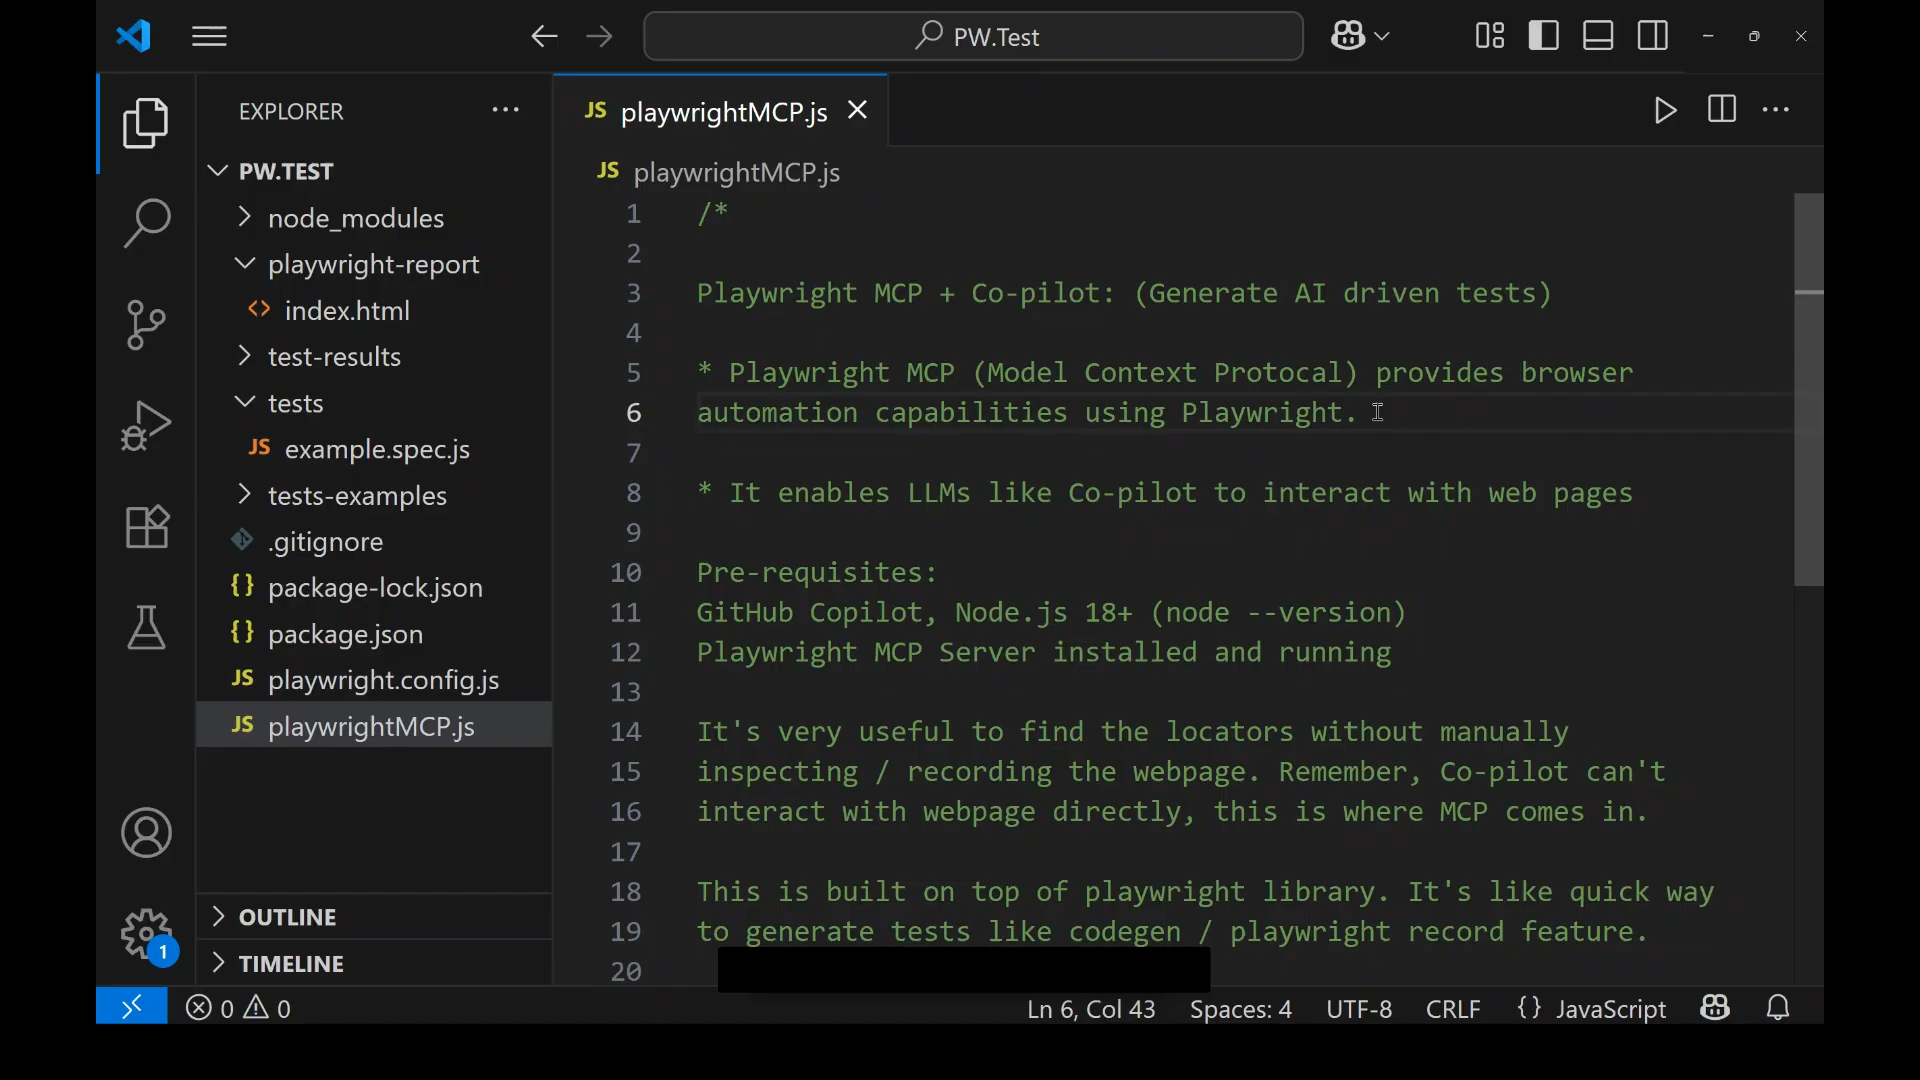 PW.Test
EXPLORER
JS playwrightMCP.js
PW.TEST
JS playwrightMCP.js
node_modules
playwright-report
index.html
test-results
tests
JS example.spec.js
tests-examples
.gitignore
{} package-lock.json
{} package.json
JS playwright.config.js
JS playwrightMCP.js
OUTLINE
TIMELINE
1
1 /*
2
3 Playwright MCP + Co-pilot: (Generate AI driven tests)
4
5 * Playwright MCP (Model Context Protocal) provides browser
6 automation capabilities using Playwright.
7
8 * It enables LLMs like Co-pilot to interact with web pages
9
10 Pre-requisites:
11 GitHub Copilot, Node.js 18+ (node --version)
12 Playwright MCP Server installed and running
13
14 It's very useful to find the locators without manually
15 inspecting / recording the webpage. Remember, Co-pilot can't
16 interact with webpage directly, this is where MCP comes in.
17
18 This is built on top of playwright library. It's like quick way
19 to generate tests like codegen / playwright record feature.
20
0 0 Ln 6, Col 43 Spaces: 4 UTF-8 CRLF {} JavaScript